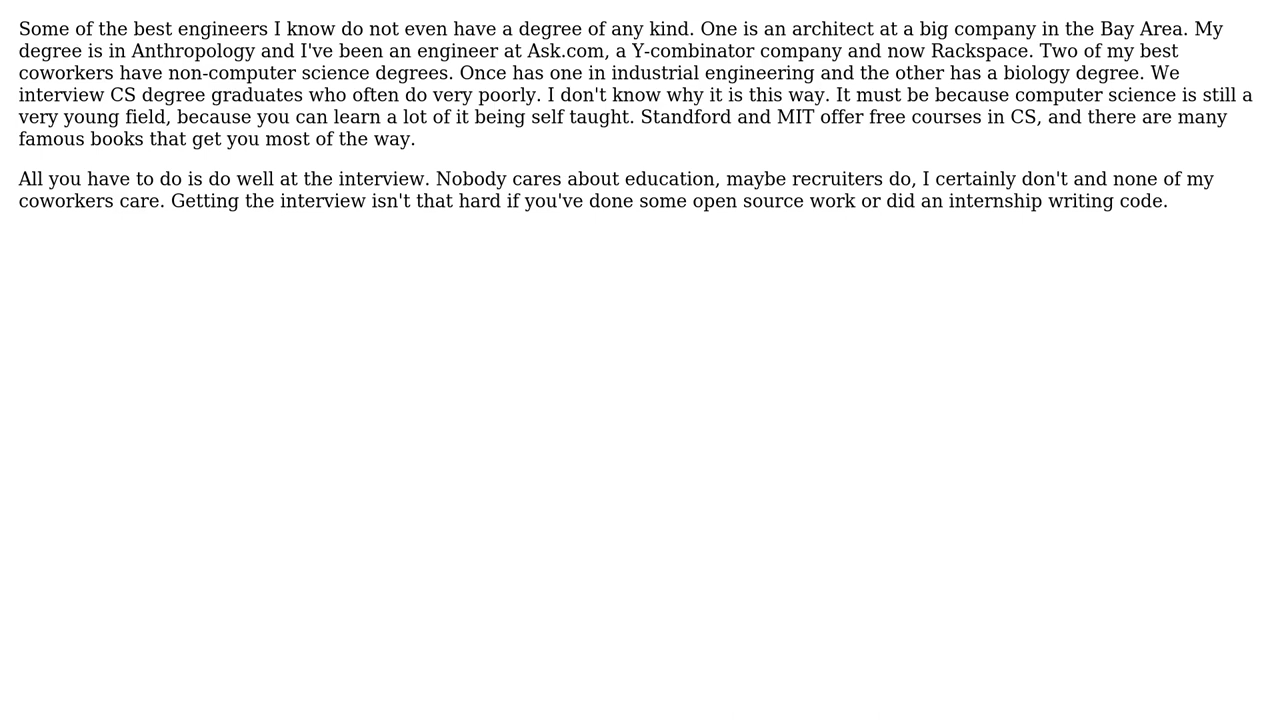 Some of the best engineers I know do not even have a degree of any kind. One is an architect at a big company in the Bay Area. My
degree is in Anthropology and I've been an engineer at Ask.com, a Y-combinator company and now Rackspace. Two of my best
coworkers have non-computer science degrees. Once has one in industrial engineering and the other has a biology degree. We
interview CS degree graduates who often do very poorly. I don't know why it is this way. It must be because computer science is still a
very young field, because you can learn a lot of it being self taught. Standford and MIT offer free courses in CS, and there are many
famous books that get you most of the way.
All you have to do is do well at the interview. Nobody cares about education, maybe recruiters do, I certainly don't and none of my
coworkers care. Getting the interview isn't that hard if you've done some open source work or did an internship writing code.